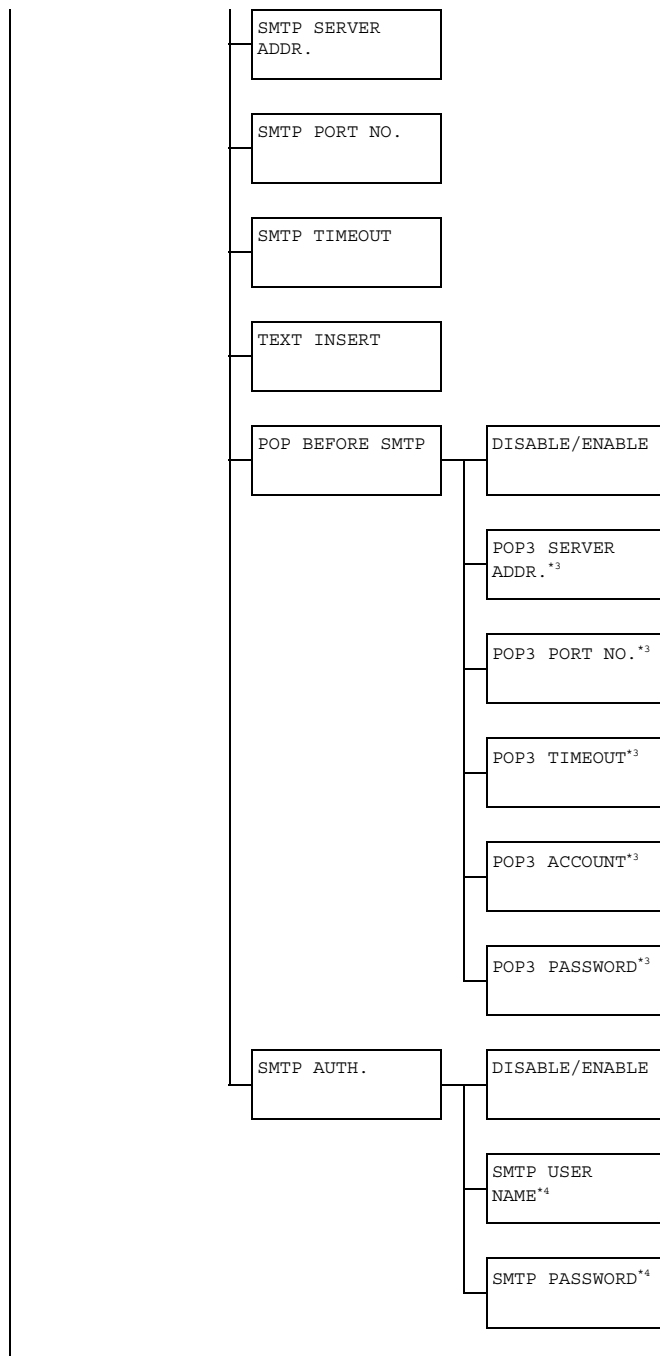 SMTP SERVER
ADDR.
SMTP PORT NO.
SMTP TIMEOUT
TEXT INSERT
POP BEFORE SMTP
DISABLE/ENABLE
POP3 SERVER
ADDR.*3
POP3 PORT NO.*3
POP3 TIMEOUT*3
POP3 ACCOUNT*3
POP3 PASSWORD*3
SMTP AUTH.
DISABLE/ENABLE
SMTP USER
NAME*4
SMTP PASSWORD*4